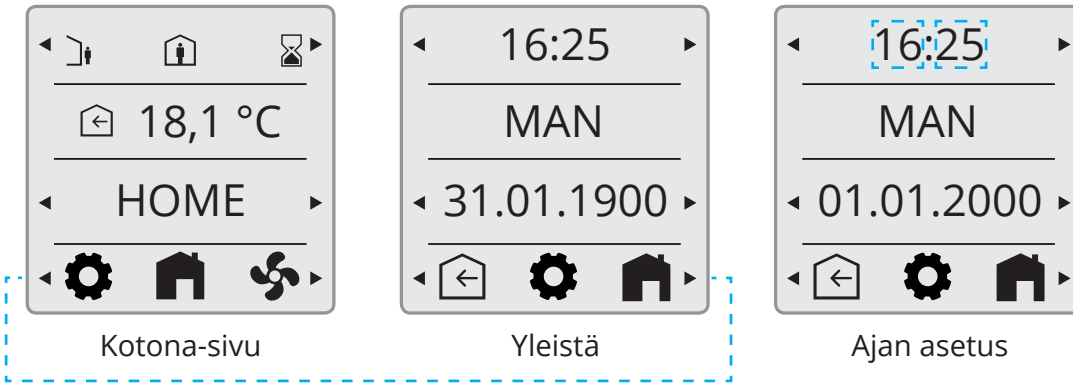 18,1 °C
HOME
Kotona-sivu
16:25
MAN
31.01.1900
Yleistä
16:25
MAN
01.01.2000
Ajan asetus